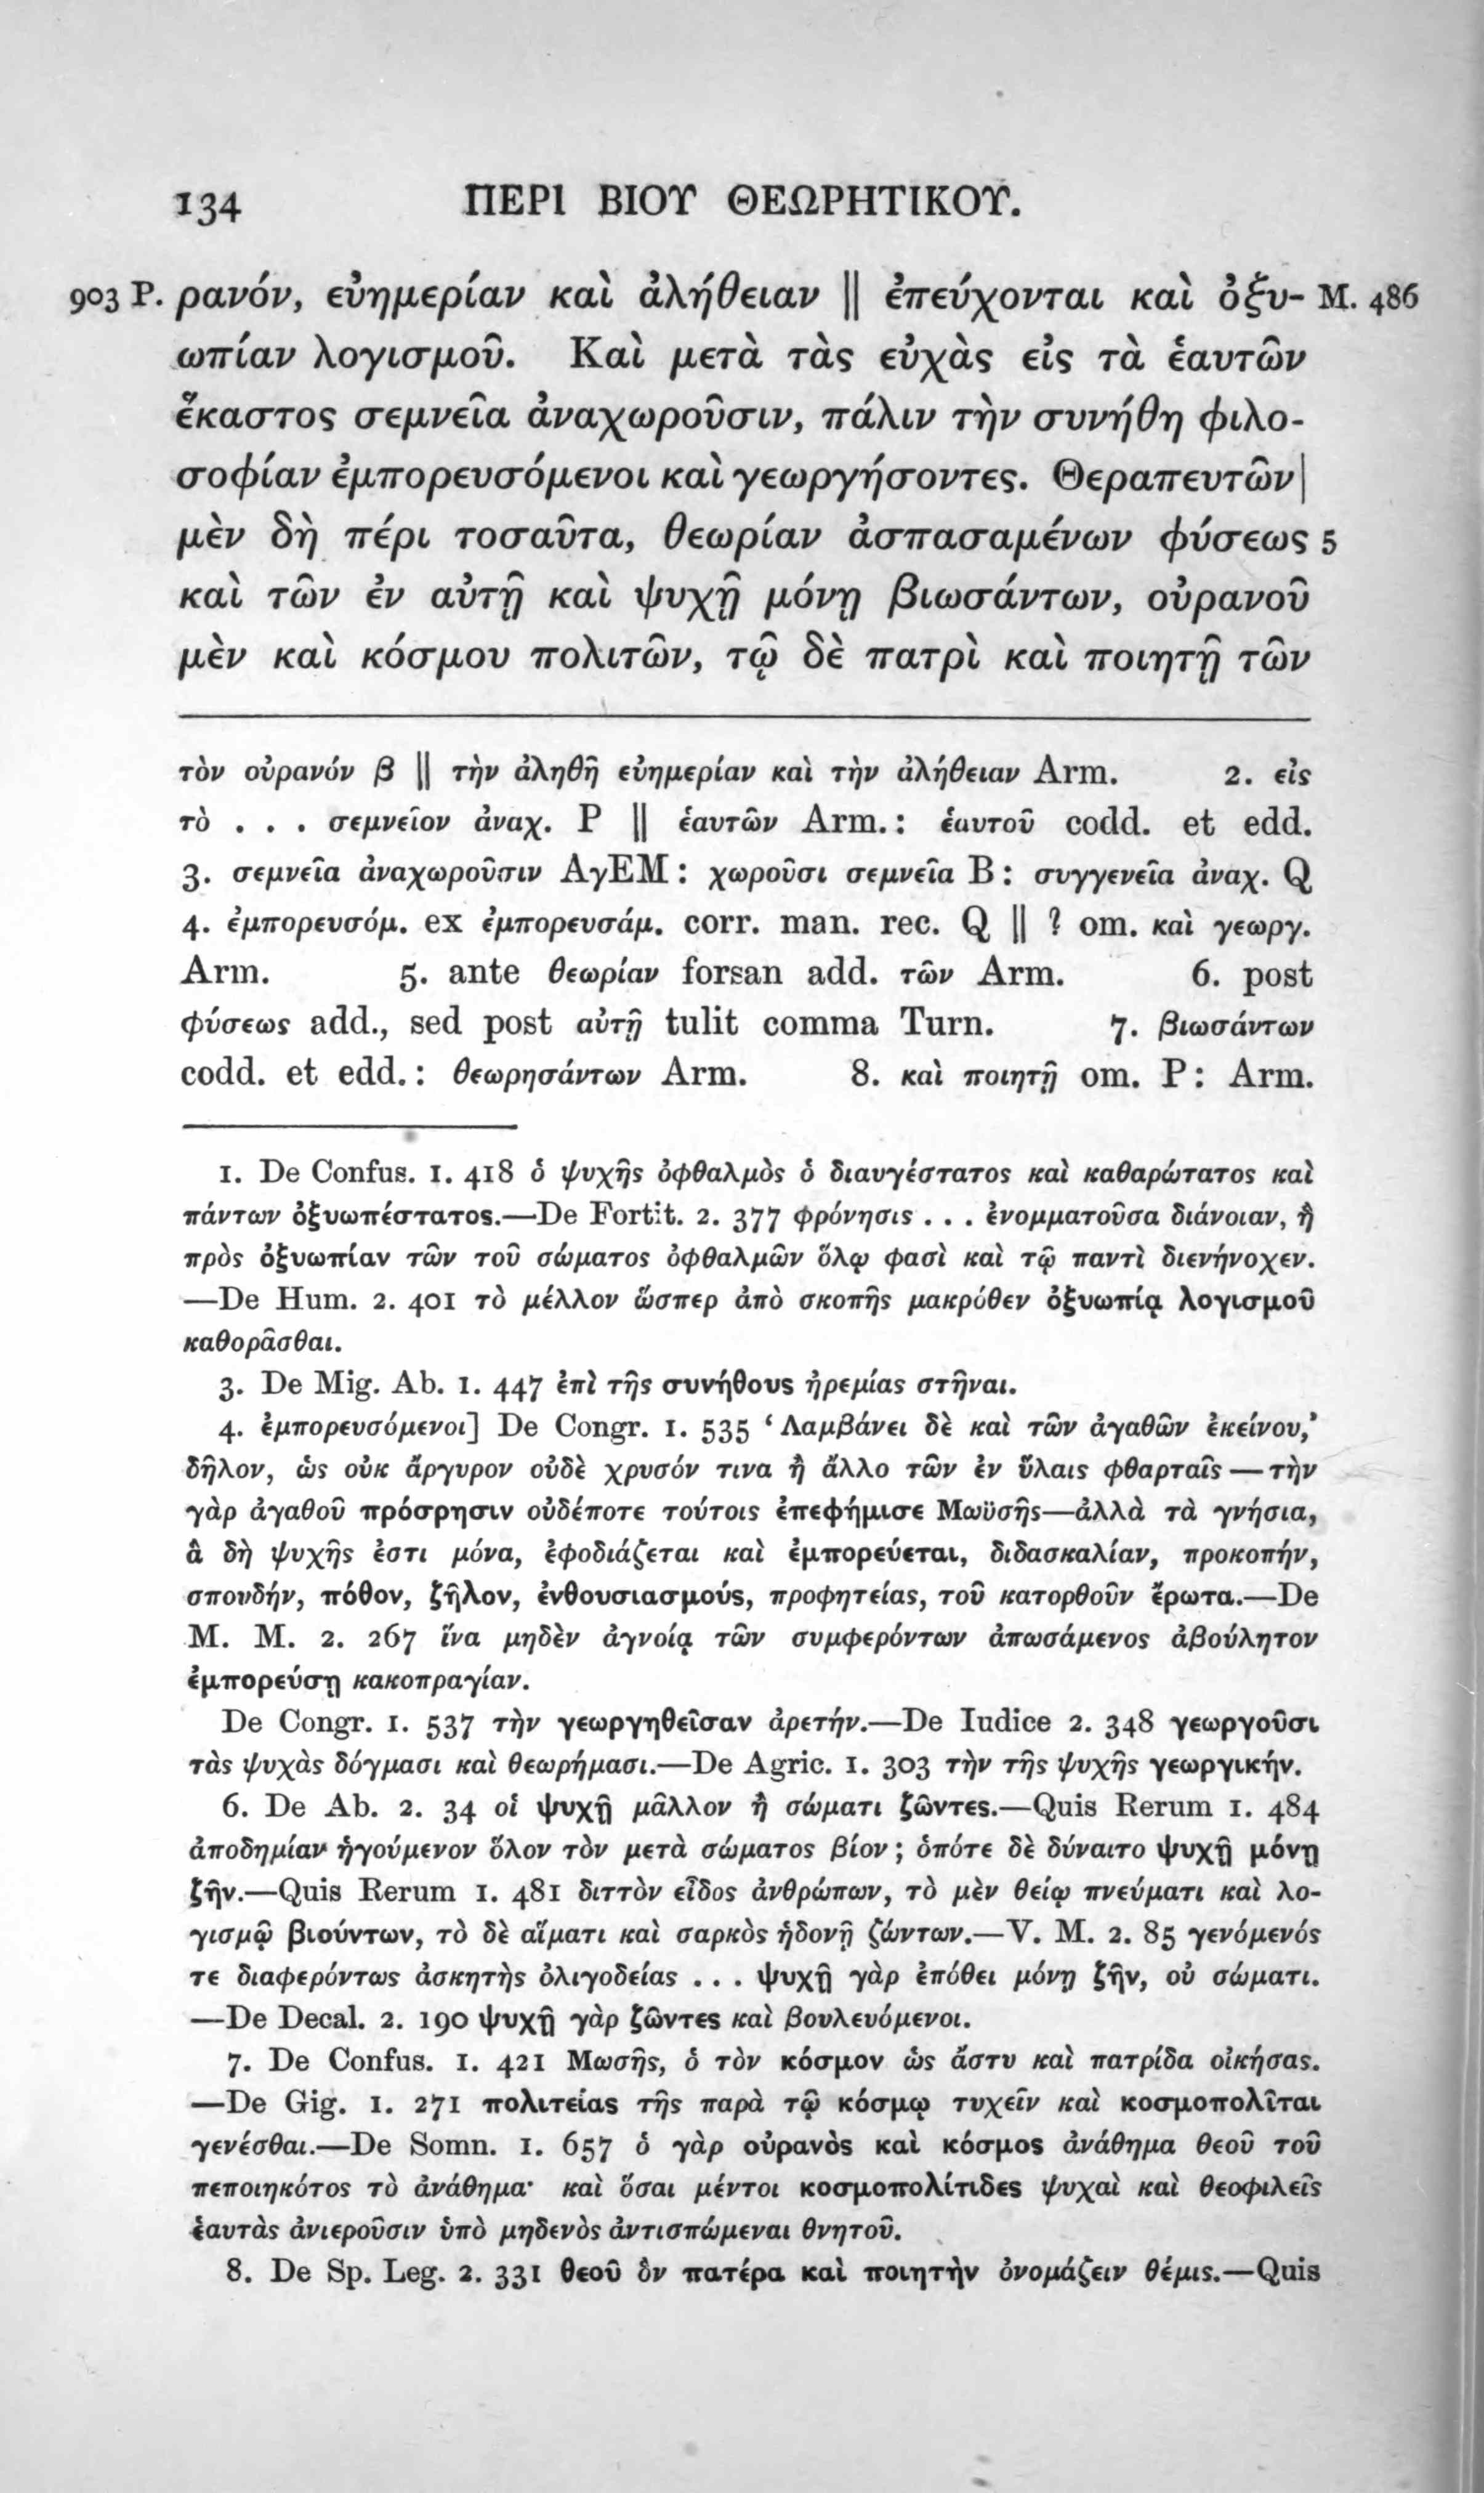 134 ΠΕΡΙ ΒΙΟΥ ΘΕΩΡΗΤΙΚΟΥ.
903 P. ρανόν, εὐημερίαν καὶ ἀλήθειαν || ἐπεύχονται καὶ ὀξυ- M. 486
ωπίαν λογισμοῦ. Καὶ μετὰ τὰς εὐχὰς εἰς τὰ ἑαυτῶν
ἕκαστος σεμνεῖα ἀναχωροῦσιν, πάλιν τὴν συνήθη φιλο-
σοφίαν ἐμπορευσόμενοι καὶ γεωργήσοντες. Θεραπευτῶν|
μὲν δὴ πέρι τοσαῦτα, θεωρίαν ἀσπασαμένων φύσεως 5
καὶ τῶν ἐν αὐτῇ καὶ ψυχῇ μόνῃ βιωσάντων, οὐρανοῦ
μὲν καὶ κόσμου πολιτῶν, τῷ δὲ πατρὶ καὶ ποιητῇ τῶν
τὸν οὐρανόν β || τὴν ἀληθῆ εὐημερίαν καὶ τὴν ἀλήθειαν Arm. 2. εἰς
τὸ . . . σεμνεῖον ἀναχ. P || ἑαυτῶν Arm.: ἑαυτοῦ codd. et edd.
3. σεμνεῖα ἀναχωροῦσιν AγEM: χωροῦσι σεμνεῖα B: συγγενεῖα ἀναχ. Q
4. ἐμπορευσόμ. ex ἐμπορευσάμ. corr. man. rec. Q || ? om. καὶ γεωργ.
Arm. 5. ante θεωρίαν forsan add. τῶν Arm. 6. post
φύσεως add., sed post αὐτῇ tulit comma Turn. 7. βιωσάντων
codd. et edd.: θεωρησάντων Arm. 8. καὶ ποιητῇ om. P: Arm.
1. De Confus. 1. 418 ὁ ψυχῆς ὀφθαλμὸς ὁ διαυγέστατος καὶ καθαρώτατος καὶ
πάντων ὀξυωπέστατος.—De Fortit. 2. 377 φρόνησις . . . ἐνομματοῦσα διάνοιαν, ἣ
πρὸς ὀξυωπίαν τῶν τοῦ σώματος ὀφθαλμῶν ὅλῳ φασὶ καὶ τῷ παντὶ διενήνοχεν.
—De Hum. 2. 401 τὸ μέλλον ὥσπερ ἀπὸ σκοπῆς μακρόθεν ὀξυωπίᾳ λογισμοῦ
καθορᾶσθαι.
3. De Mig. Ab. 1. 447 ἐπὶ τῆς συνήθους ἠρεμίας στῆναι.
4. ἐμπορευσόμενοι] De Congr. 1. 535 ‘Λαμβάνει δὲ καὶ τῶν ἀγαθῶν ἐκείνου,’
δῆλον, ὡς οὐκ ἄργυρον οὐδὲ χρυσόν τινα ἢ ἄλλο τῶν ἐν ὕλαις φθαρταῖς—τὴν
γὰρ ἀγαθοῦ πρόσρησιν οὐδέποτε τούτοις ἐπεφήμισε Μωϋσῆς—ἀλλὰ τὰ γνήσια,
ἃ δὴ ψυχῆς ἐστι μόνα, ἐφοδιάζεται καὶ ἐμπορεύεται, διδασκαλίαν, προκοπήν,
σπουδήν, πόθον, ζῆλον, ἐνθουσιασμούς, προφητείας, τοῦ κατορθοῦν ἔρωτα.—De
M. M. 2. 267 ἵνα μηδὲν ἀγνοίᾳ τῶν συμφερόντων ἀπωσάμενος ἀβούλητον
ἐμπορεύσῃ κακοπραγίαν.
De Congr. 1. 537 τὴν γεωργηθεῖσαν ἀρετήν.—De Iudice 2. 348 γεωργοῦσι
τὰς ψυχὰς δόγμασι καὶ θεωρήμασι.—De Agric. 1. 303 τὴν τῆς ψυχῆς γεωργικήν.
6. De Ab. 2. 34 οἱ ψυχῇ μᾶλλον ἢ σώματι ζῶντες.—Quis Rerum 1. 484
ἀποδημίαν ἡγούμενον ὅλον τὸν μετὰ σώματος βίον; ὁπότε δὲ δύναιτο ψυχῇ μόνῃ
ζῆν.—Quis Rerum 1. 481 διττὸν εἶδος ἀνθρώπων, τὸ μὲν θείῳ πνεύματι καὶ λο-
γισμῷ βιούντων, τὸ δὲ αἵματι καὶ σαρκὸς ἡδονῇ ζώντων.—V. M. 2. 85 γενόμενός
τε διαφερόντως ἀσκητὴς ὀλιγοδείας . . . ψυχῇ γὰρ ἐπόθει μόνῃ ζῆν, οὐ σώματι.
—De Decal. 2. 190 ψυχῇ γὰρ ζῶντες καὶ βουλευόμενοι.
7. De Confus. 1. 421 Μωσῆς, ὁ τὸν κόσμον ὡς ἄστυ καὶ πατρίδα οἰκήσας.
—De Gig. 1. 271 πολιτείας τῆς παρὰ τῷ κόσμῳ τυχεῖν καὶ κοσμοπολῖται
γενέσθαι.—De Somn. 1. 657 ὁ γὰρ οὐρανὸς καὶ κόσμος ἀνάθημα θεοῦ τοῦ
πεποιηκότος τὸ ἀνάθημα· καὶ ὅσαι μέντοι κοσμοπολίτιδες ψυχαὶ καὶ θεοφιλεῖς
ἑαυτὰς ἀνιεροῦσιν ὑπὸ μηδενὸς ἀντισπώμεναι θνητοῦ.
8. De Sp. Leg. 2. 331 θεοῦ ὃν πατέρα καὶ ποιητὴν ὀνομάζειν θέμις.—Quis